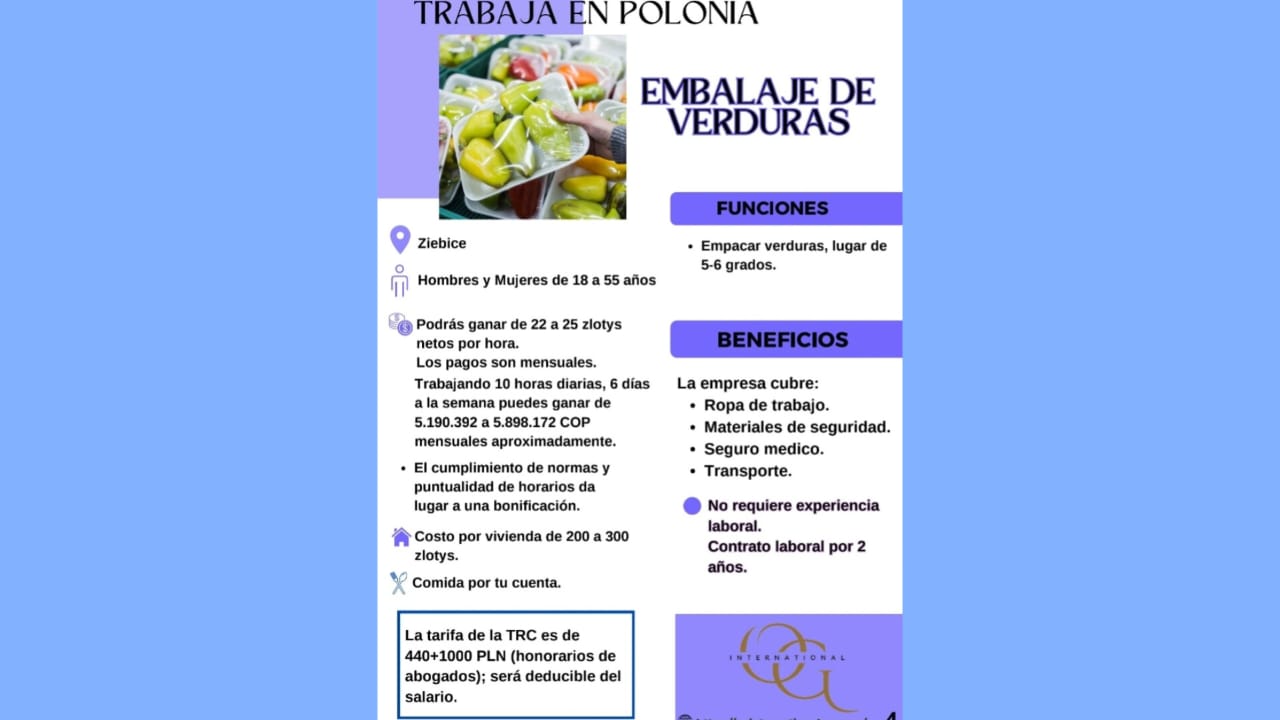 TRABAJA EN POLONIA
EMBALAJE DE
VERDURAS
Ziebice
Hombres y Mujeres de 18 a 55 años
Podrás ganar de 22 a 25 zlotys
netos por hora.
Los pagos son mensuales.
Trabajando 10 horas diarias, 6 días
a la semana puedes ganar de
5.190.392 a 5.898.172 COP
mensuales aproximadamente.
• El cumplimiento de normas y
puntualidad de horarios da
lugar a una bonificación.
Costo por vivienda de 200 a 300
zlotys.
Comida por tu cuenta.
La tarifa de la TRC es de
440+1000 PLN (honorarios de
abogados); será deducible del
salario.
FUNCIONES
• Empacar verduras, lugar de
5-6 grados.
BENEFICIOS
La empresa cubre:
• Ropa de trabajo.
• Materiales de seguridad.
• Seguro medico.
• Transporte.
No requiere experiencia
laboral.
Contrato laboral por 2
años.
OG
INTERNATIONAL